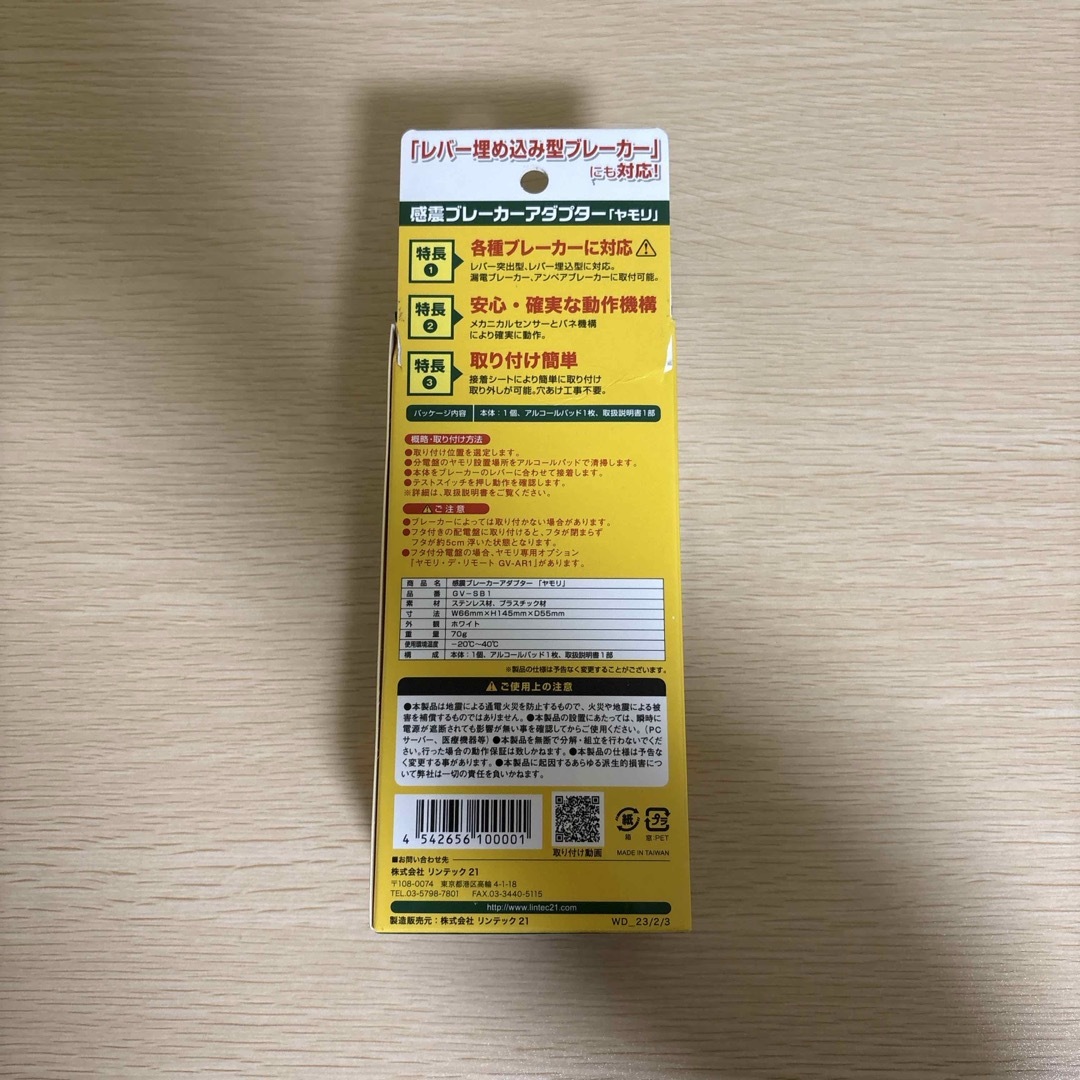 「レバー埋め込み型ブレーカー」
にも対応!
感震ブレーカーアダプター「ヤモリ」
特長
1
各種ブレーカーに対応
レバー突出型、レバー埋込型に対応。
漏電ブレーカー、アンペアブレーカーに取付可能。
特長
2
安心・確実な動作機構
メカニカルセンサーとバネ機構
により確実に動作。
特長
3
取り付け簡単
接着シートにより簡単に取り付け
取り外しが可能。穴あけ工事不要。
パッケージ内容 本体:1個、アルコールパッド1枚、取扱説明書1部
概略・取り付け方法
●取り付け位置を選定します。
●分電盤のヤモリ設置場所をアルコールパッドで清掃します。
●本体をブレーカーのレバーに合わせて接着します。
●テストスイッチを押し動作を確認します。
※詳細は、取扱説明書をご覧ください。
ご注意
●ブレーカーによっては取り付かない場合があります。
●フタ付きの配電盤に取り付けると、フタが閉まらず
フタが約5cm 浮いた状態となります。
●フタ付分電盤の場合、ヤモリ専用オプション
『ヤモリ・デ・リモート GV-AR1』があります。
商品名 感震ブレーカーアダプター「ヤモリ」
品番 GV-SB1
素材 ステンレス材、プラスチック材
寸法 W66mm×H145mm×D55mm
外観 ホワイト
重量 70g
使用環境温度 -20℃~40℃
構成 本体:1個、アルコールパッド1枚、取扱説明書1部
※製品の仕様は予告なく変更することがございます。
ご使用上の注意
●本製品は地震による通電火災を防止するもので、火災や地震による被
害を補償するものではありません。●本製品の設置にあたっては、瞬時に
電源が遮断されても影響が無い事を確認してからご使用ください。(PC
サーバー、医療機器等)●本製品を無断で分解・組立を行わないでくだ
さい。行った場合の動作保証は致しかねます。●本製品の仕様は予告な
く変更する事があります。●本製品に起因するあらゆる派生的損害につ
いて弊社は一切の責任を負いかねます。
4 542656 100001
取り付け動画
紙
箱
プラ
窓:PET
MADE IN TAIWAN
■お問い合わせ先
株式会社 リンテック21
〒108-0074 東京都港区高輪 4-1-18
TEL.03-5798-7801 FAX.03-3440-5115
http://www.lintec21.com
製造販売元:株式会社 リンテック21 WD_23/2/3